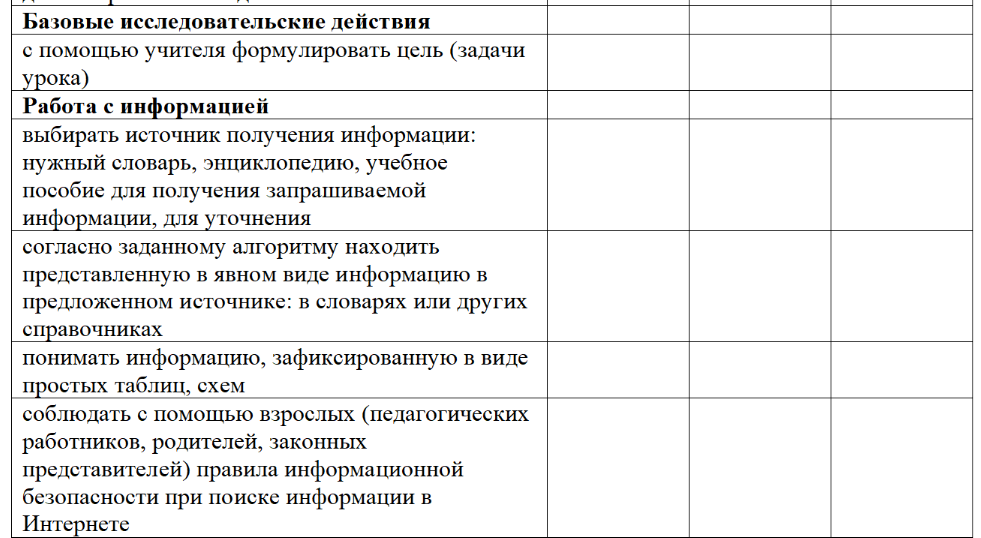 Базовые исследовательские действия
с помощью учителя формулировать цель (задачи
урока)
Работа с информацией
выбирать источник получения информации:
нужный словарь, энциклопедию, учебное
пособие для получения запрашиваемой
информации, для уточнения
согласно заданному алгоритму находить
представленную в явном виде информацию в
предложенном источнике: в словарях или других
справочниках
понимать информацию, зафиксированную в виде
простых таблиц, схем
соблюдать с помощью взрослых (педагогических
работников, родителей, законных
представителей) правила информационной
безопасности при поиске информации в
Интернете